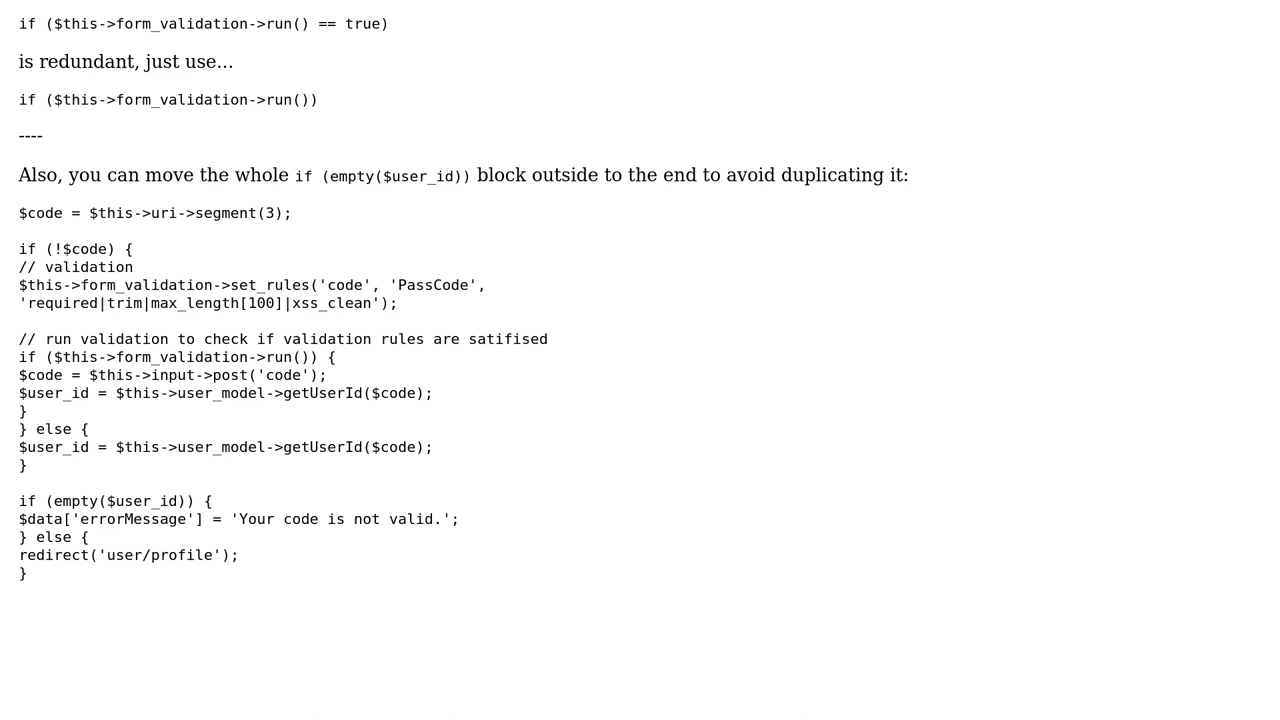 if ($this->form_validation->run() == true)
is redundant, just use...
if ($this->form_validation->run())
----
Also, you can move the whole if (empty($user_id)) block outside to the end to avoid duplicating it:
$code = $this->uri->segment(3);
if (!$code) {
// validation
$this->form_validation->set_rules('code', 'PassCode',
'required|trim|max_length[100]|xss_clean');
// run validation to check if validation rules are satifised
if ($this->form_validation->run()) {
$code = $this->input->post('code');
$user_id = $this->user_model->getUserId($code);
}
} else {
$user_id = $this->user_model->getUserId($code);
}
if (empty($user_id)) {
$data['errorMessage'] = 'Your code is not valid.';
} else {
redirect('user/profile');
}